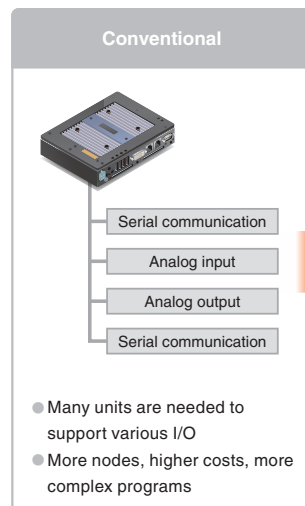 Conventional
Serial communication
Analog input
Analog output
Serial communication
● Many units are needed to
support various I/O
● More nodes, higher costs, more
complex programs